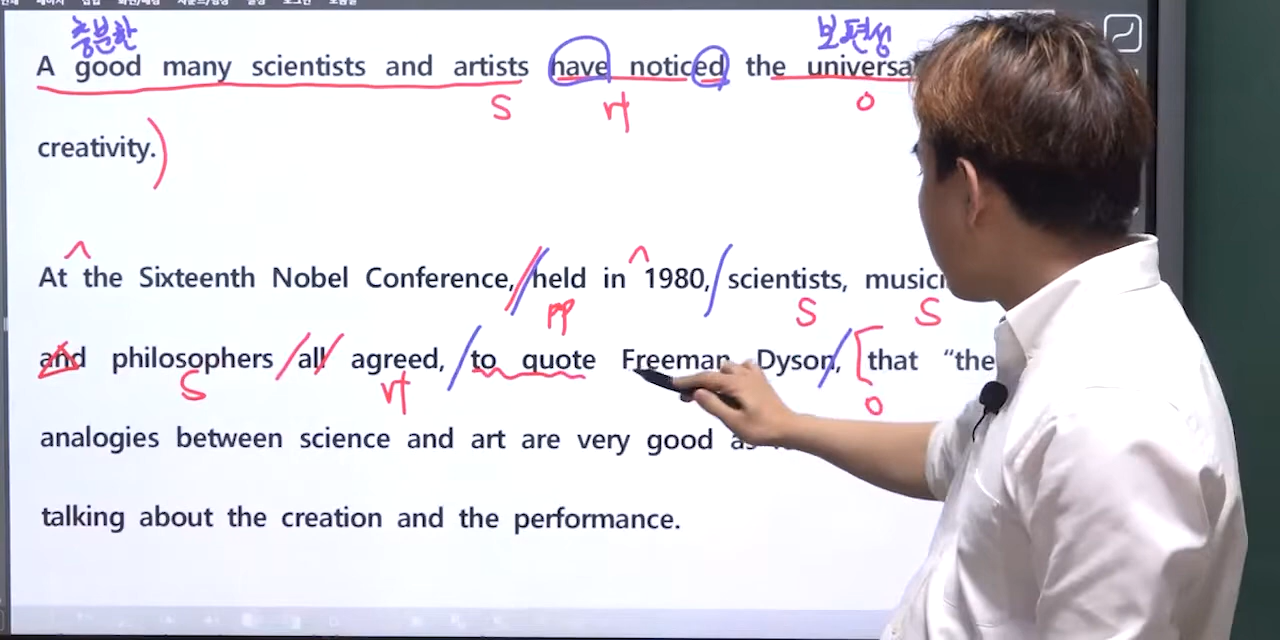 충분한 보편성
A good many scientists and artists have noticed the universa
S vt O
creativity.
At the Sixteenth Nobel Conference, held in 1980, scientists, music
pp S S
and philosophers all agreed, to quote Freeman Dyson, that “the
S vt O
analogies between science and art are very good as
talking about the creation and the performance.